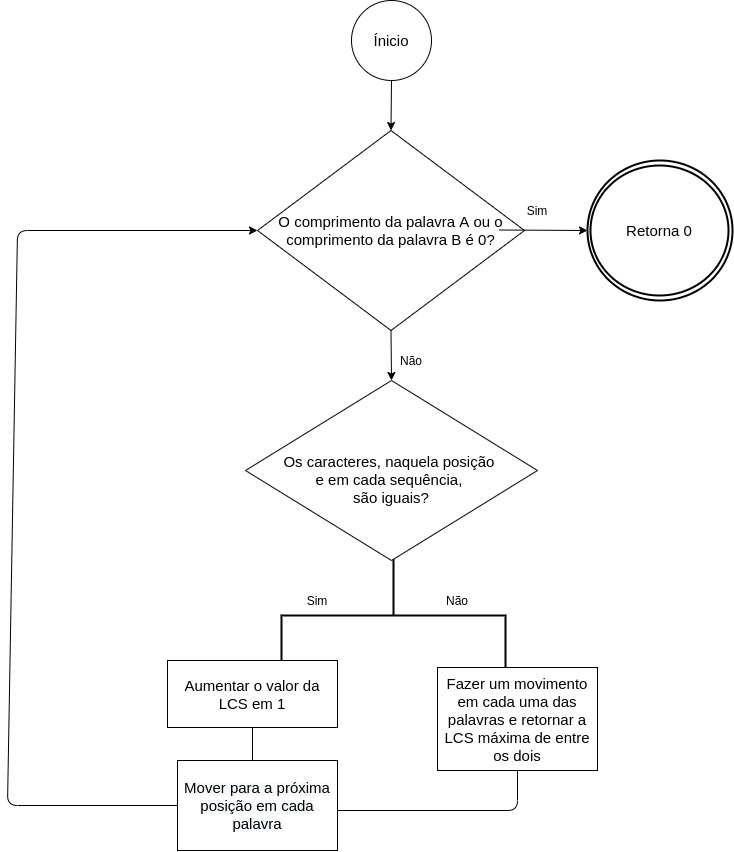 Ínicio
O comprimento da palavra A ou o
comprimento da palavra B é 0?
Sim
Retorna 0
Não
Os caracteres, naquela posição
e em cada sequência,
são iguais?
Sim
Não
Aumentar o valor da
LCS em 1
Fazer um movimento
em cada uma das
palavras e retornar a
LCS máxima de entre
os dois
Mover para a próxima
posição em cada
palavra